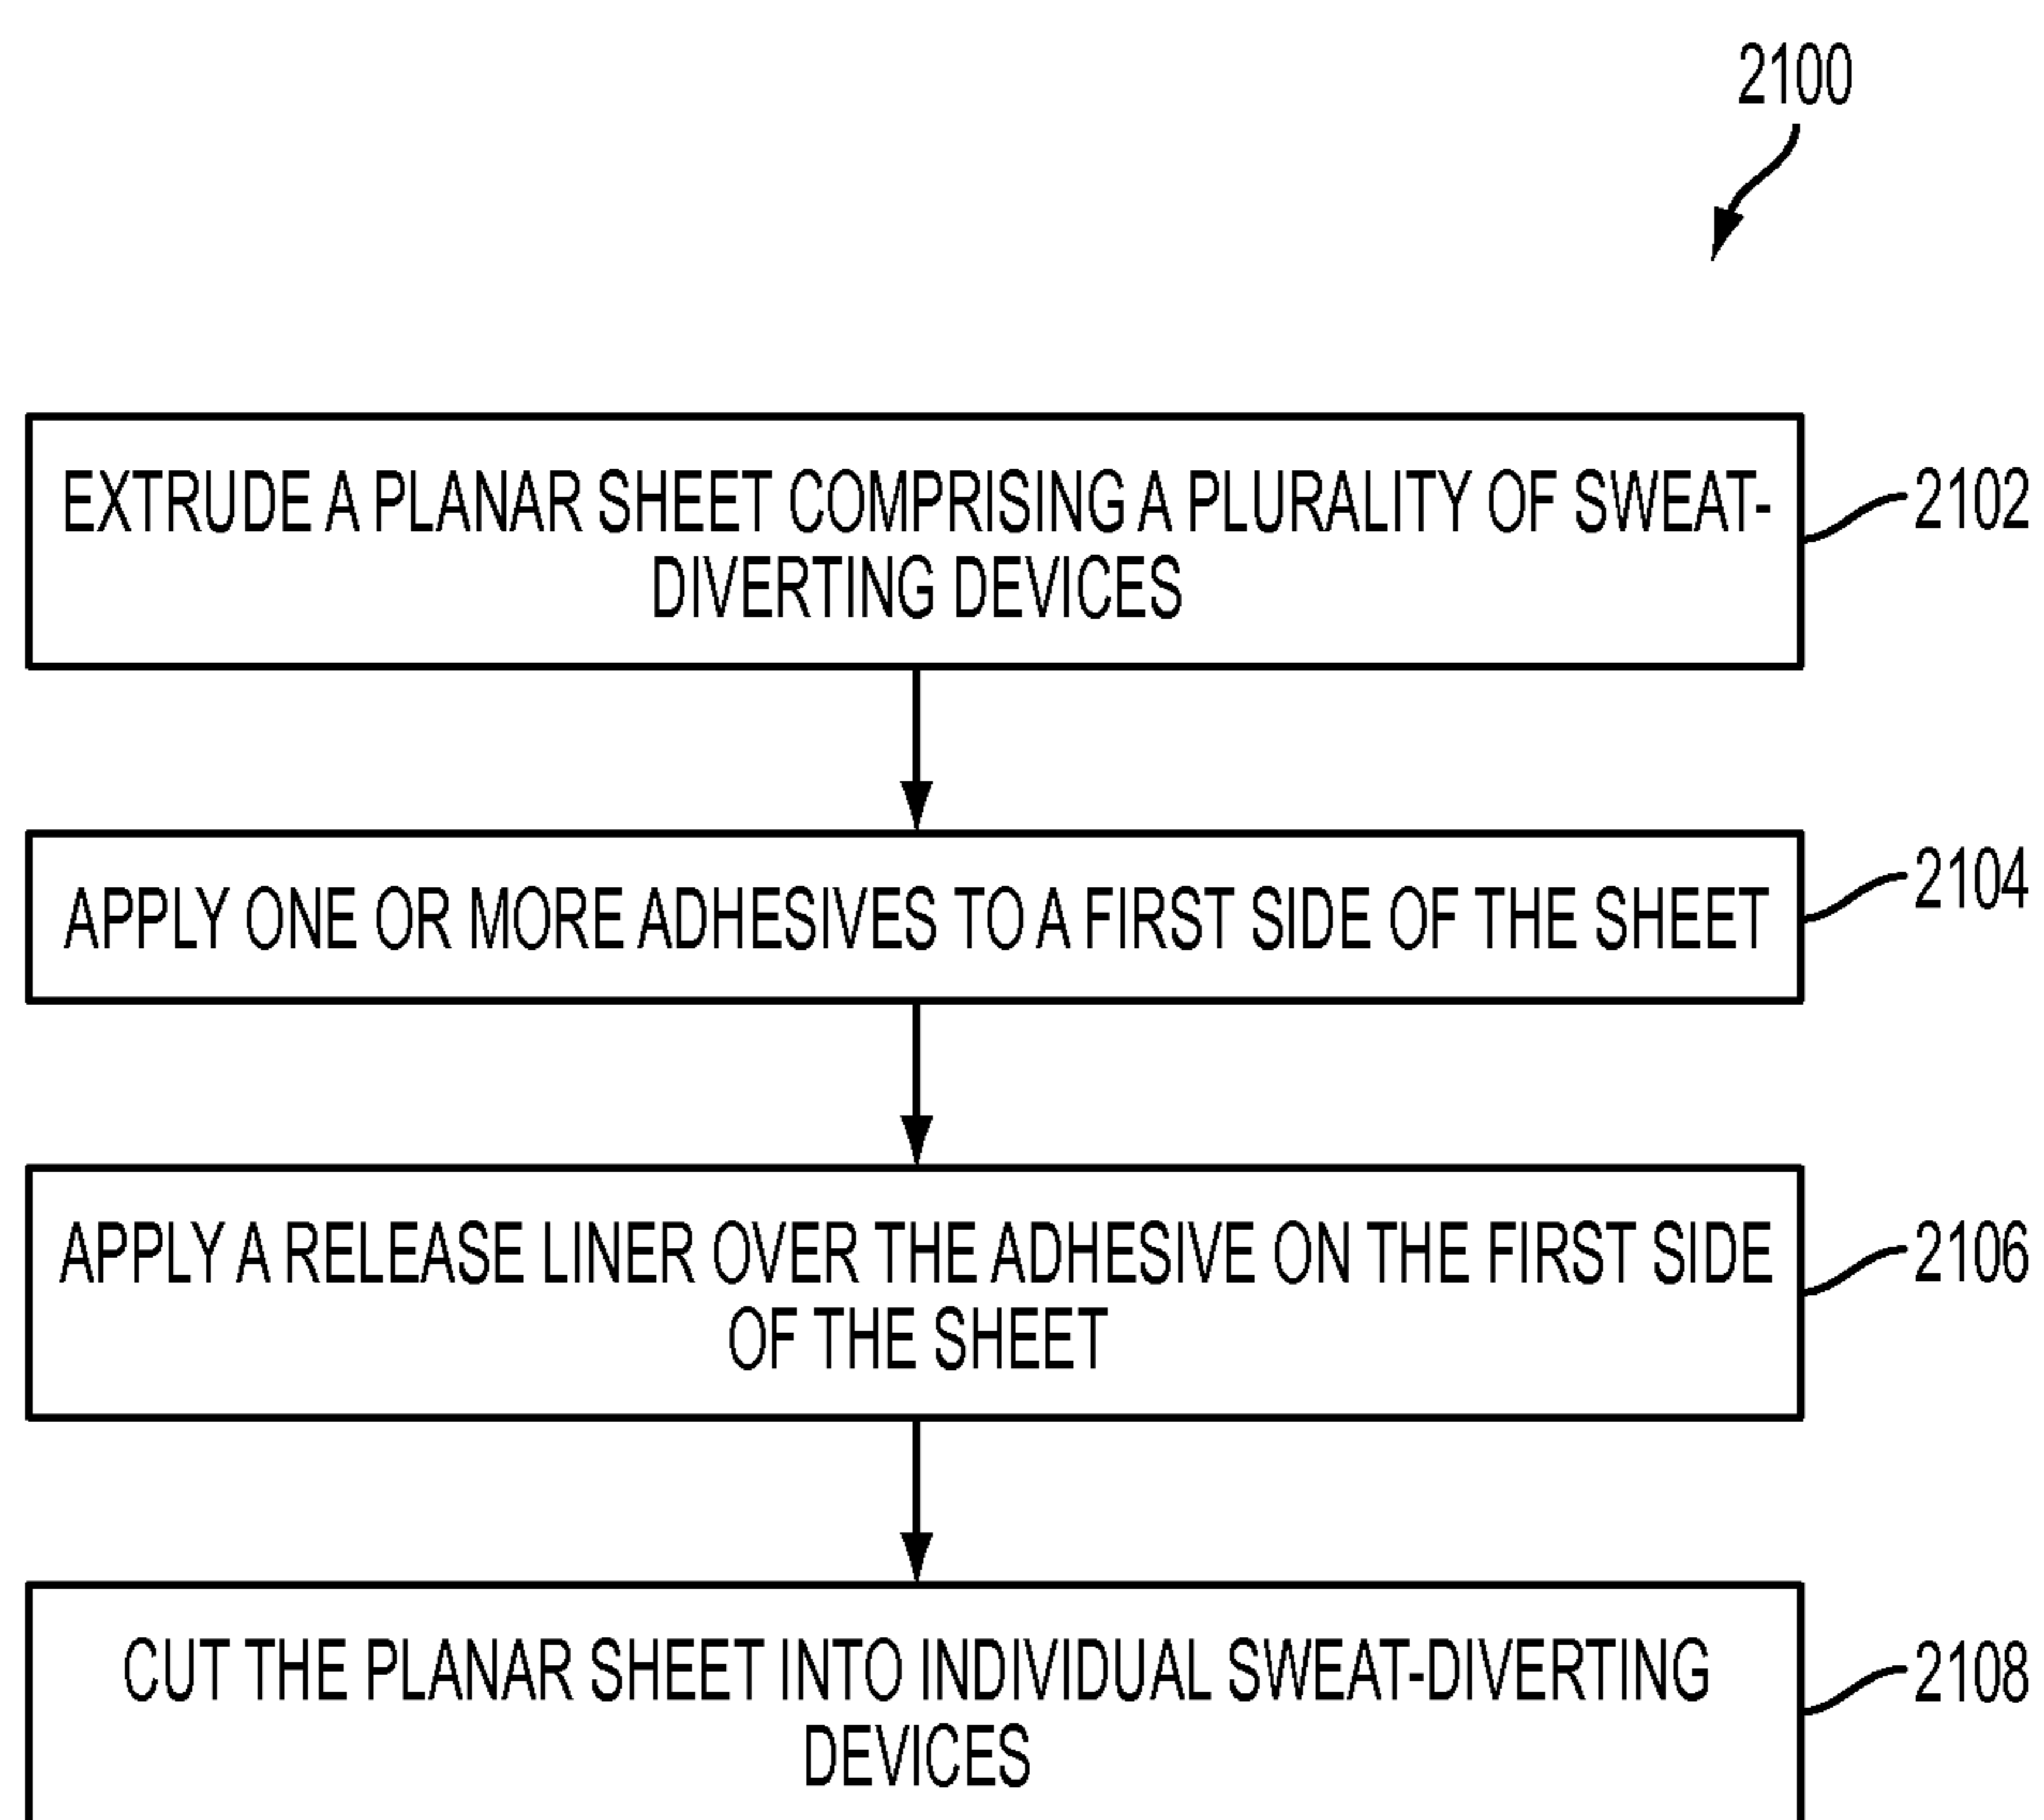 2100
EXTRUDE A PLANAR SHEET COMPRISING A PLURALITY OF SWEAT-
DIVERTING DEVICES
2102
APPLY ONE OR MORE ADHESIVES TO A FIRST SIDE OF THE SHEET
2104
APPLY A RELEASE LINER OVER THE ADHESIVE ON THE FIRST SIDE
OF THE SHEET
2106
CUT THE PLANAR SHEET INTO INDIVIDUAL SWEAT-DIVERTING
DEVICES
2108